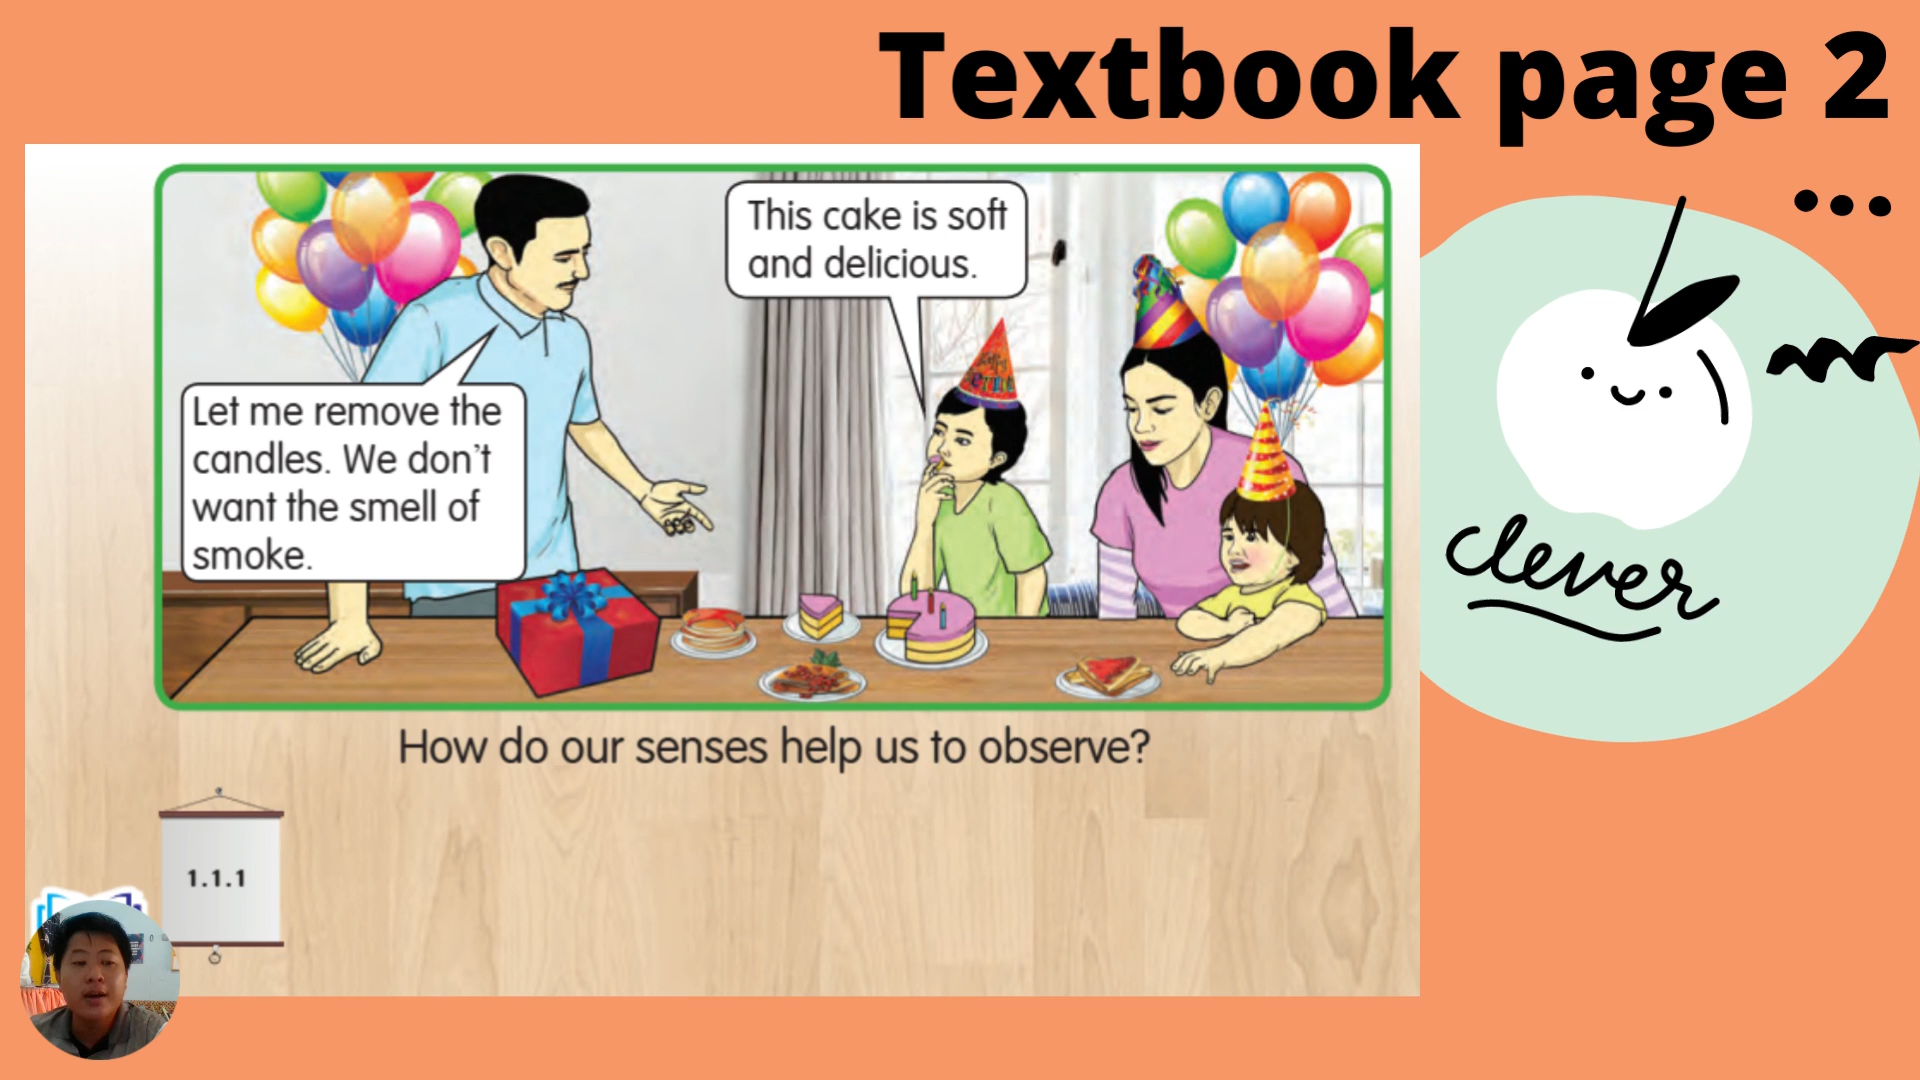 Textbook page 2
This cake is soft
and delicious.
Let me remove the
candles. We don't
want the smell of
smoke.
clever
How do our senses help us to observe?
1.1.1